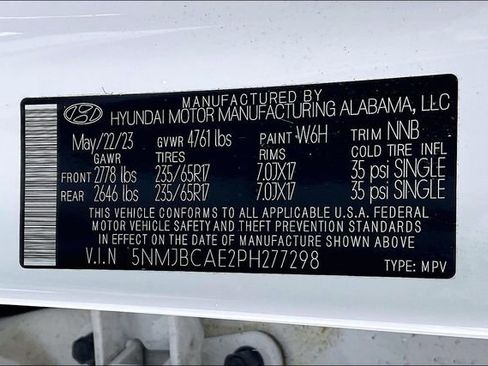 MANUFACTURED BY
HYUNDAI MOTOR MANUFACTURING ALABAMA, LLC
May/22/23 GVWR 4761 lbs PAINT W6H TRIM NNB
GAWR TIRES RIMS COLD TIRE INFL
FRONT 2778 lbs 235/65R17 7.0JX17 35 psi SINGLE
REAR 2646 lbs 235/65R17 7.0JX17 35 psi SINGLE
THIS VEHICLE CONFORMS TO ALL APPLICABLE U.S.A. FEDERAL
MOTOR VEHICLE SAFETY AND THEFT PREVENTION STANDARDS
IN EFFECT ON THE DATE OF MANUFACTURE SHOWN ABOVE.
V.I.N 5NMJBCAE2PH277298 TYPE: MPV